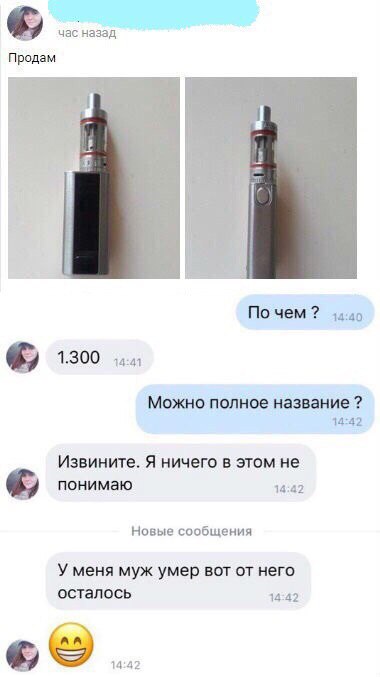 час назад
Продам
По чем ? 14:40
1.300 14:41
Можно полное название ?
14:42
Извините. Я ничего в этом не
понимаю 14:42
Новые сообщения
У меня муж умер вот от него
осталось 14:42
14:42